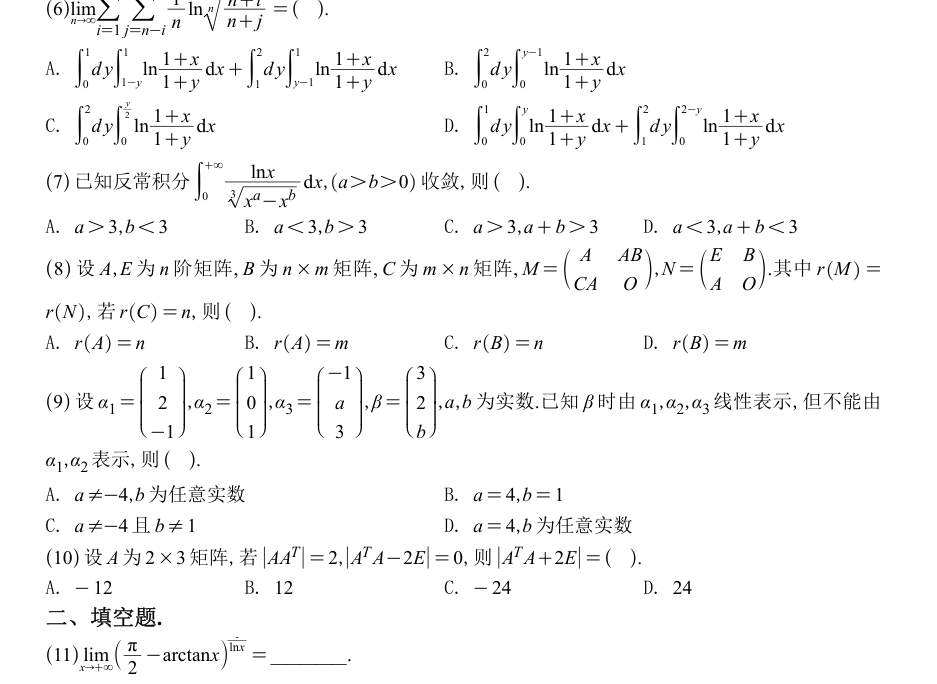 (6) lim_{n→∞} ∑_{i=1} ∑_{j=n-i} 1/n ln ⁿ√((n+i)/(n+j)) = ( ).
A. ∫_0^1 dy ∫_{1-y}^1 ln (1+x)/(1+y) dx + ∫_1^2 dy ∫_{y-1}^1 ln (1+x)/(1+y) dx B. ∫_0^2 dy ∫_0^{y-1} ln (1+x)/(1+y) dx
C. ∫_0^2 dy ∫_0^{y/2} ln (1+x)/(1+y) dx D. ∫_0^1 dy ∫_0^y ln (1+x)/(1+y) dx + ∫_1^2 dy ∫_0^{2-y} ln (1+x)/(1+y) dx
(7) 已知反常积分 ∫_0^{+∞} lnx/∛(x^a-x^b) dx, (a>b>0) 收敛, 则 ( ).
A. a>3,b<3 B. a<3,b>3 C. a>3,a+b>3 D. a<3,a+b<3
(8) 设 A,E 为 n 阶矩阵, B 为 n×m 矩阵, C 为 m×n 矩阵, M=(A AB; CA O), N=(E B; A O).其中 r(M)=
r(N), 若 r(C)=n, 则 ( ).
A. r(A)=n B. r(A)=m C. r(B)=n D. r(B)=m
(9) 设 α₁=(1; 2; -1), α₂=(1; 0; 1), α₃=(-1; a; 3), β=(3; 2; b), a,b 为实数.已知 β 时由 α₁,α₂,α₃ 线性表示, 但不能由
α₁,α₂ 表示, 则 ( ).
A. a≠-4,b 为任意实数 B. a=4,b=1
C. a≠-4 且 b≠1 D. a=4,b 为任意实数
(10) 设 A 为 2×3 矩阵, 若 |AA^T|=2, |A^T A-2E|=0, 则 |A^T A+2E|= ( ).
A. -12 B. 12 C. -24 D. 24
二、填空题.
(11) lim_{x→+∞} (π/2 -arctanx)^{/lnx} = ________.